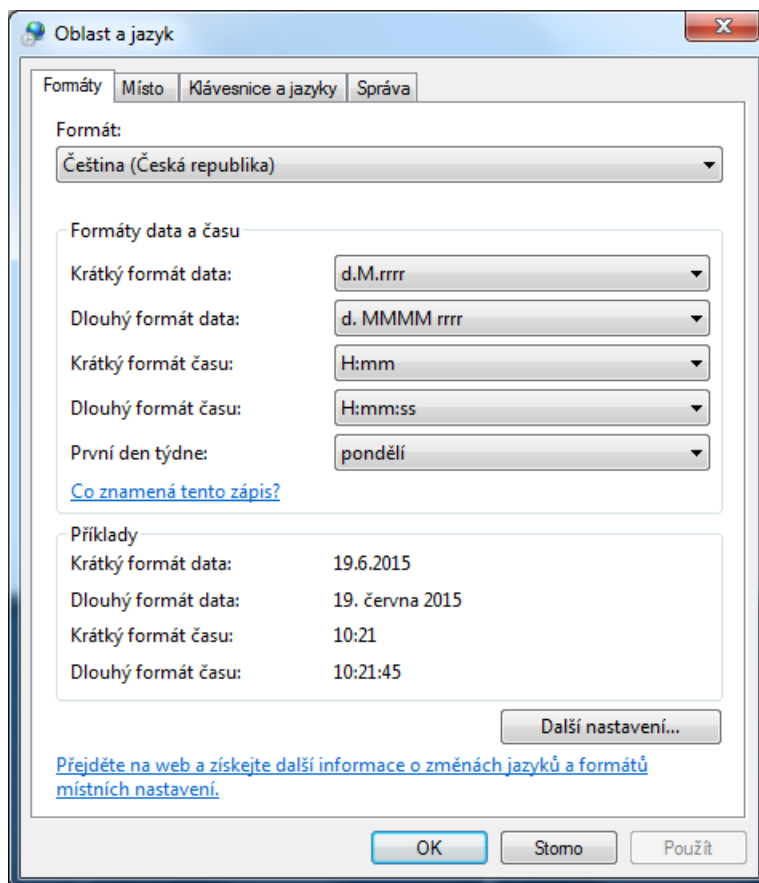 Oblast a jazyk
Formáty Místo Klávesnice a jazyky Správa
Formát:
Čeština (Česká republika)
Formáty data a času
Krátký formát data: d.M.rrrr
Dlouhý formát data: d. MMMM rrrr
Krátký formát času: H:mm
Dlouhý formát času: H:mm:ss
První den týdne: pondělí
Co znamená tento zápis?
Příklady
Krátký formát data: 19.6.2015
Dlouhý formát data: 19. června 2015
Krátký formát času: 10:21
Dlouhý formát času: 10:21:45
Další nastavení...
Přejděte na web a získejte další informace o změnách jazyků a formátů
místních nastavení.
OK Storno Použít